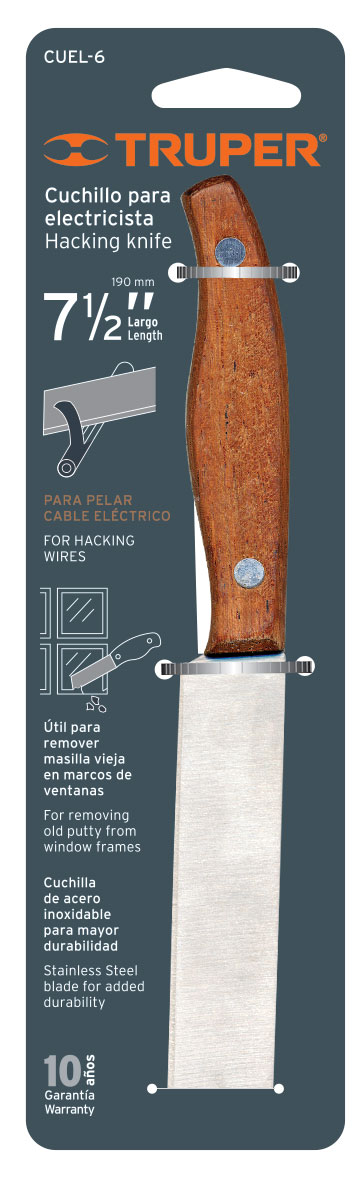 CUEL-6
TRUPER®
Cuchillo para
electricista
Hacking knife
190 mm
7 1/2"
Largo
Length
PARA PELAR
CABLE ELÉCTRICO
FOR HACKING
WIRES
Útil para
remover
masilla vieja
en marcos de
ventanas
For removing
old putty from
window frames
Cuchilla
de acero
inoxidable
para mayor
durabilidad
Stainless Steel
blade for added
durability
10 años
Garantía
Warranty